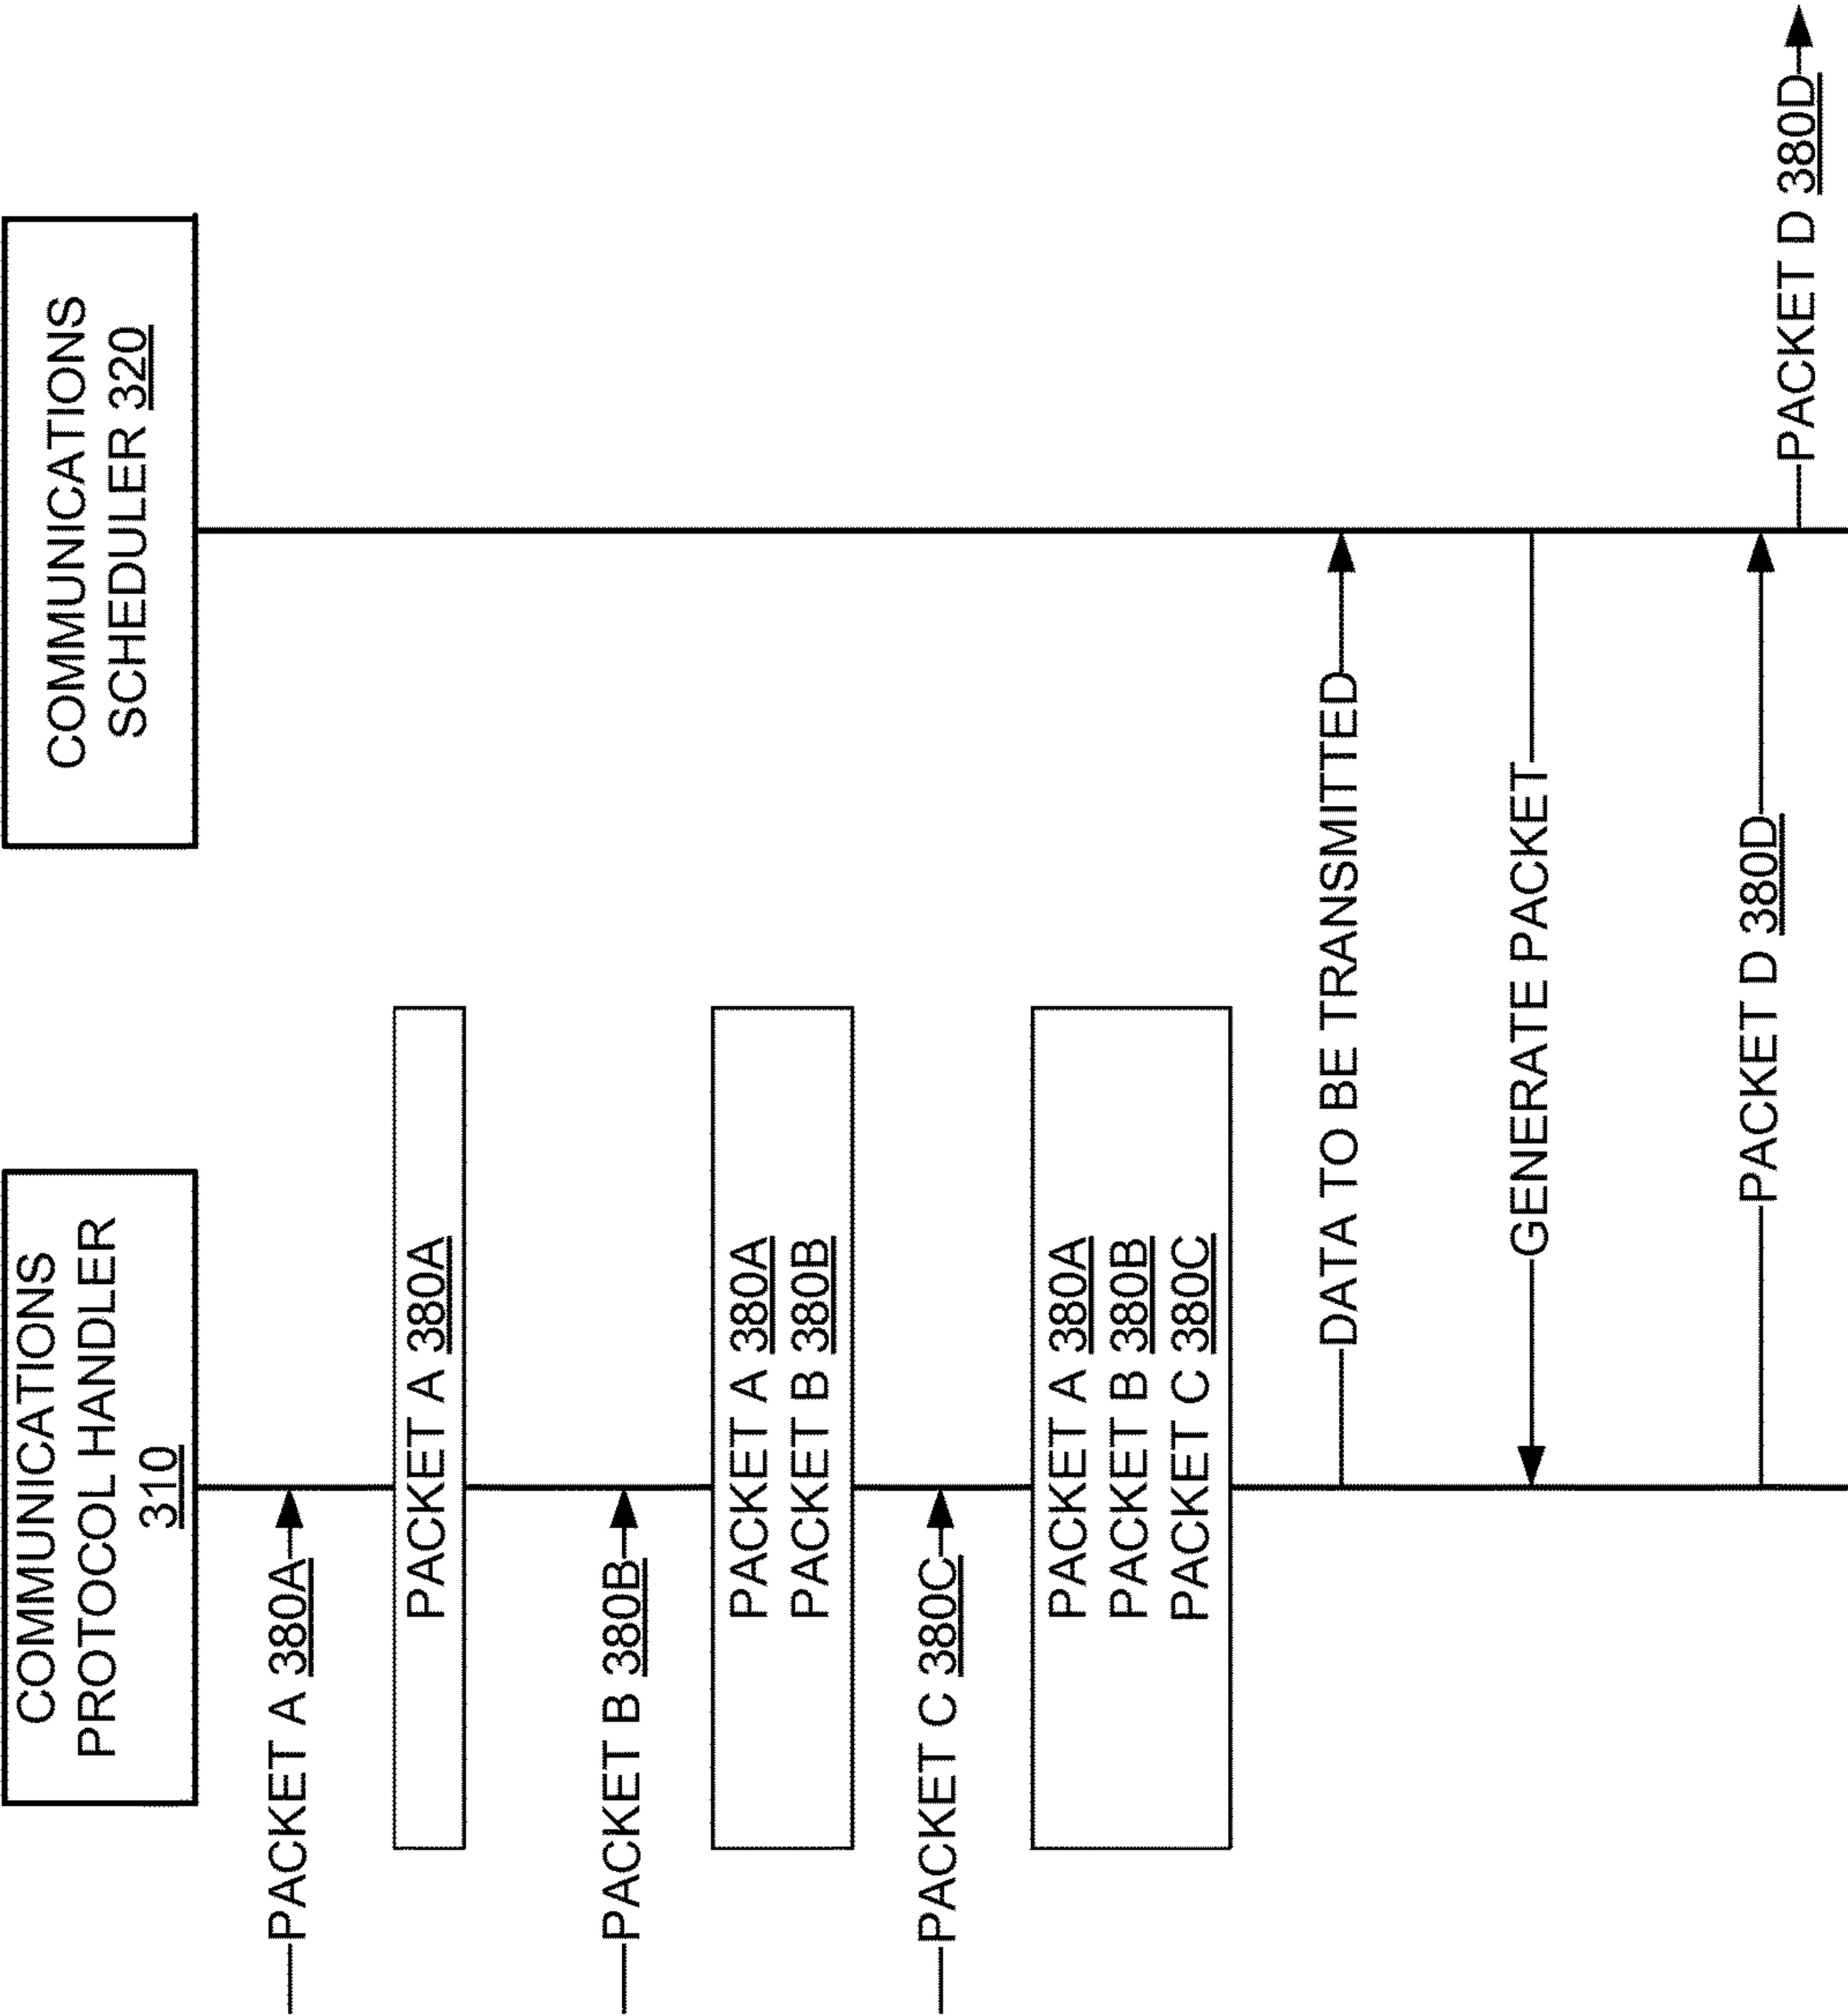 COMMUNICATIONS
PROTOCOL HANDLER
310
COMMUNICATIONS
SCHEDULER 320
PACKET A 380A
PACKET A 380A
PACKET B 380B
PACKET A 380A
PACKET B 380B
PACKET C 380C
PACKET A 380A
PACKET B 380B
PACKET C 380C
DATA TO BE TRANSMITTED
GENERATE PACKET
PACKET D 380D
PACKET D 380D